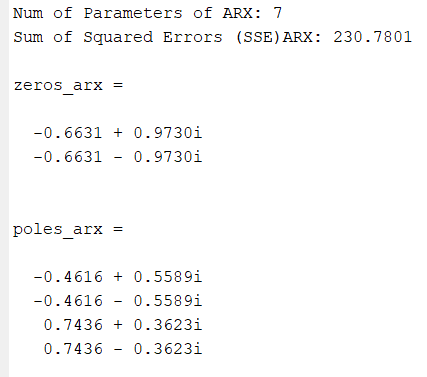 Num of Parameters of ARX: 7
Sum of Squared Errors (SSE)ARX: 230.7801
zeros_arx =
-0.6631 + 0.9730i
-0.6631 - 0.9730i
poles_arx =
-0.4616 + 0.5589i
-0.4616 - 0.5589i
0.7436 + 0.3623i
0.7436 - 0.3623i